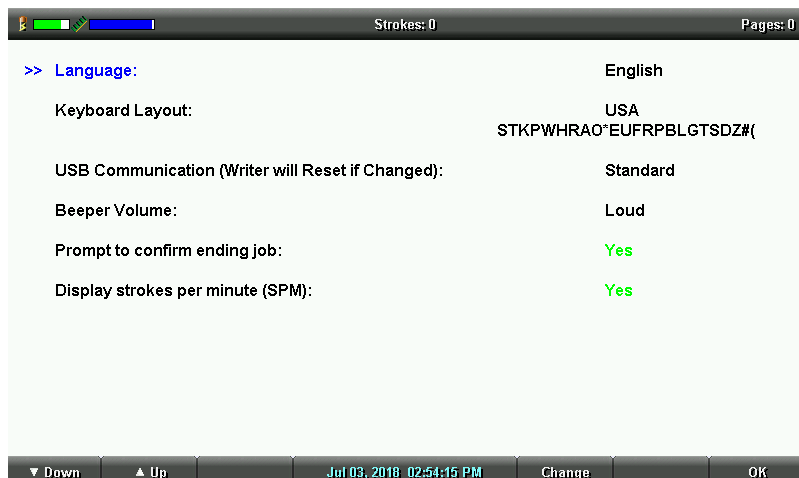 Strokes: 0 Pages: 0
>> Language: English
Keyboard Layout: USA
STKPWHRAO*EUFRPBLGTSDZ#(
USB Communication (Writer will Reset if Changed): Standard
Beeper Volume: Loud
Prompt to confirm ending job: Yes
Display strokes per minute (SPM): Yes
▼ Down ▲ Up Jul 03, 2018 02:54:15 PM Change OK